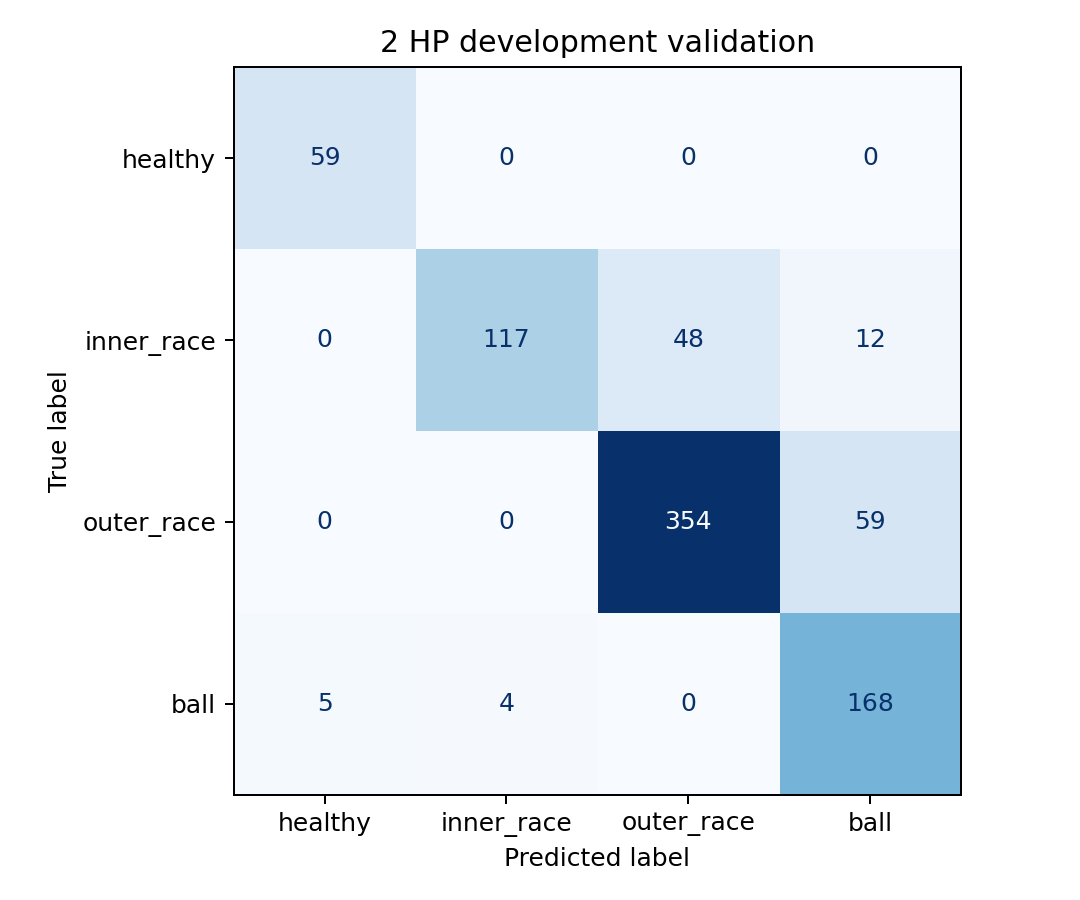 2 HP development validation
healthy 59 0 0 0
inner_race 0 117 48 12
True label
outer_race 0 0 354 59
ball 5 4 0 168
healthy inner_race outer_race ball
Predicted label